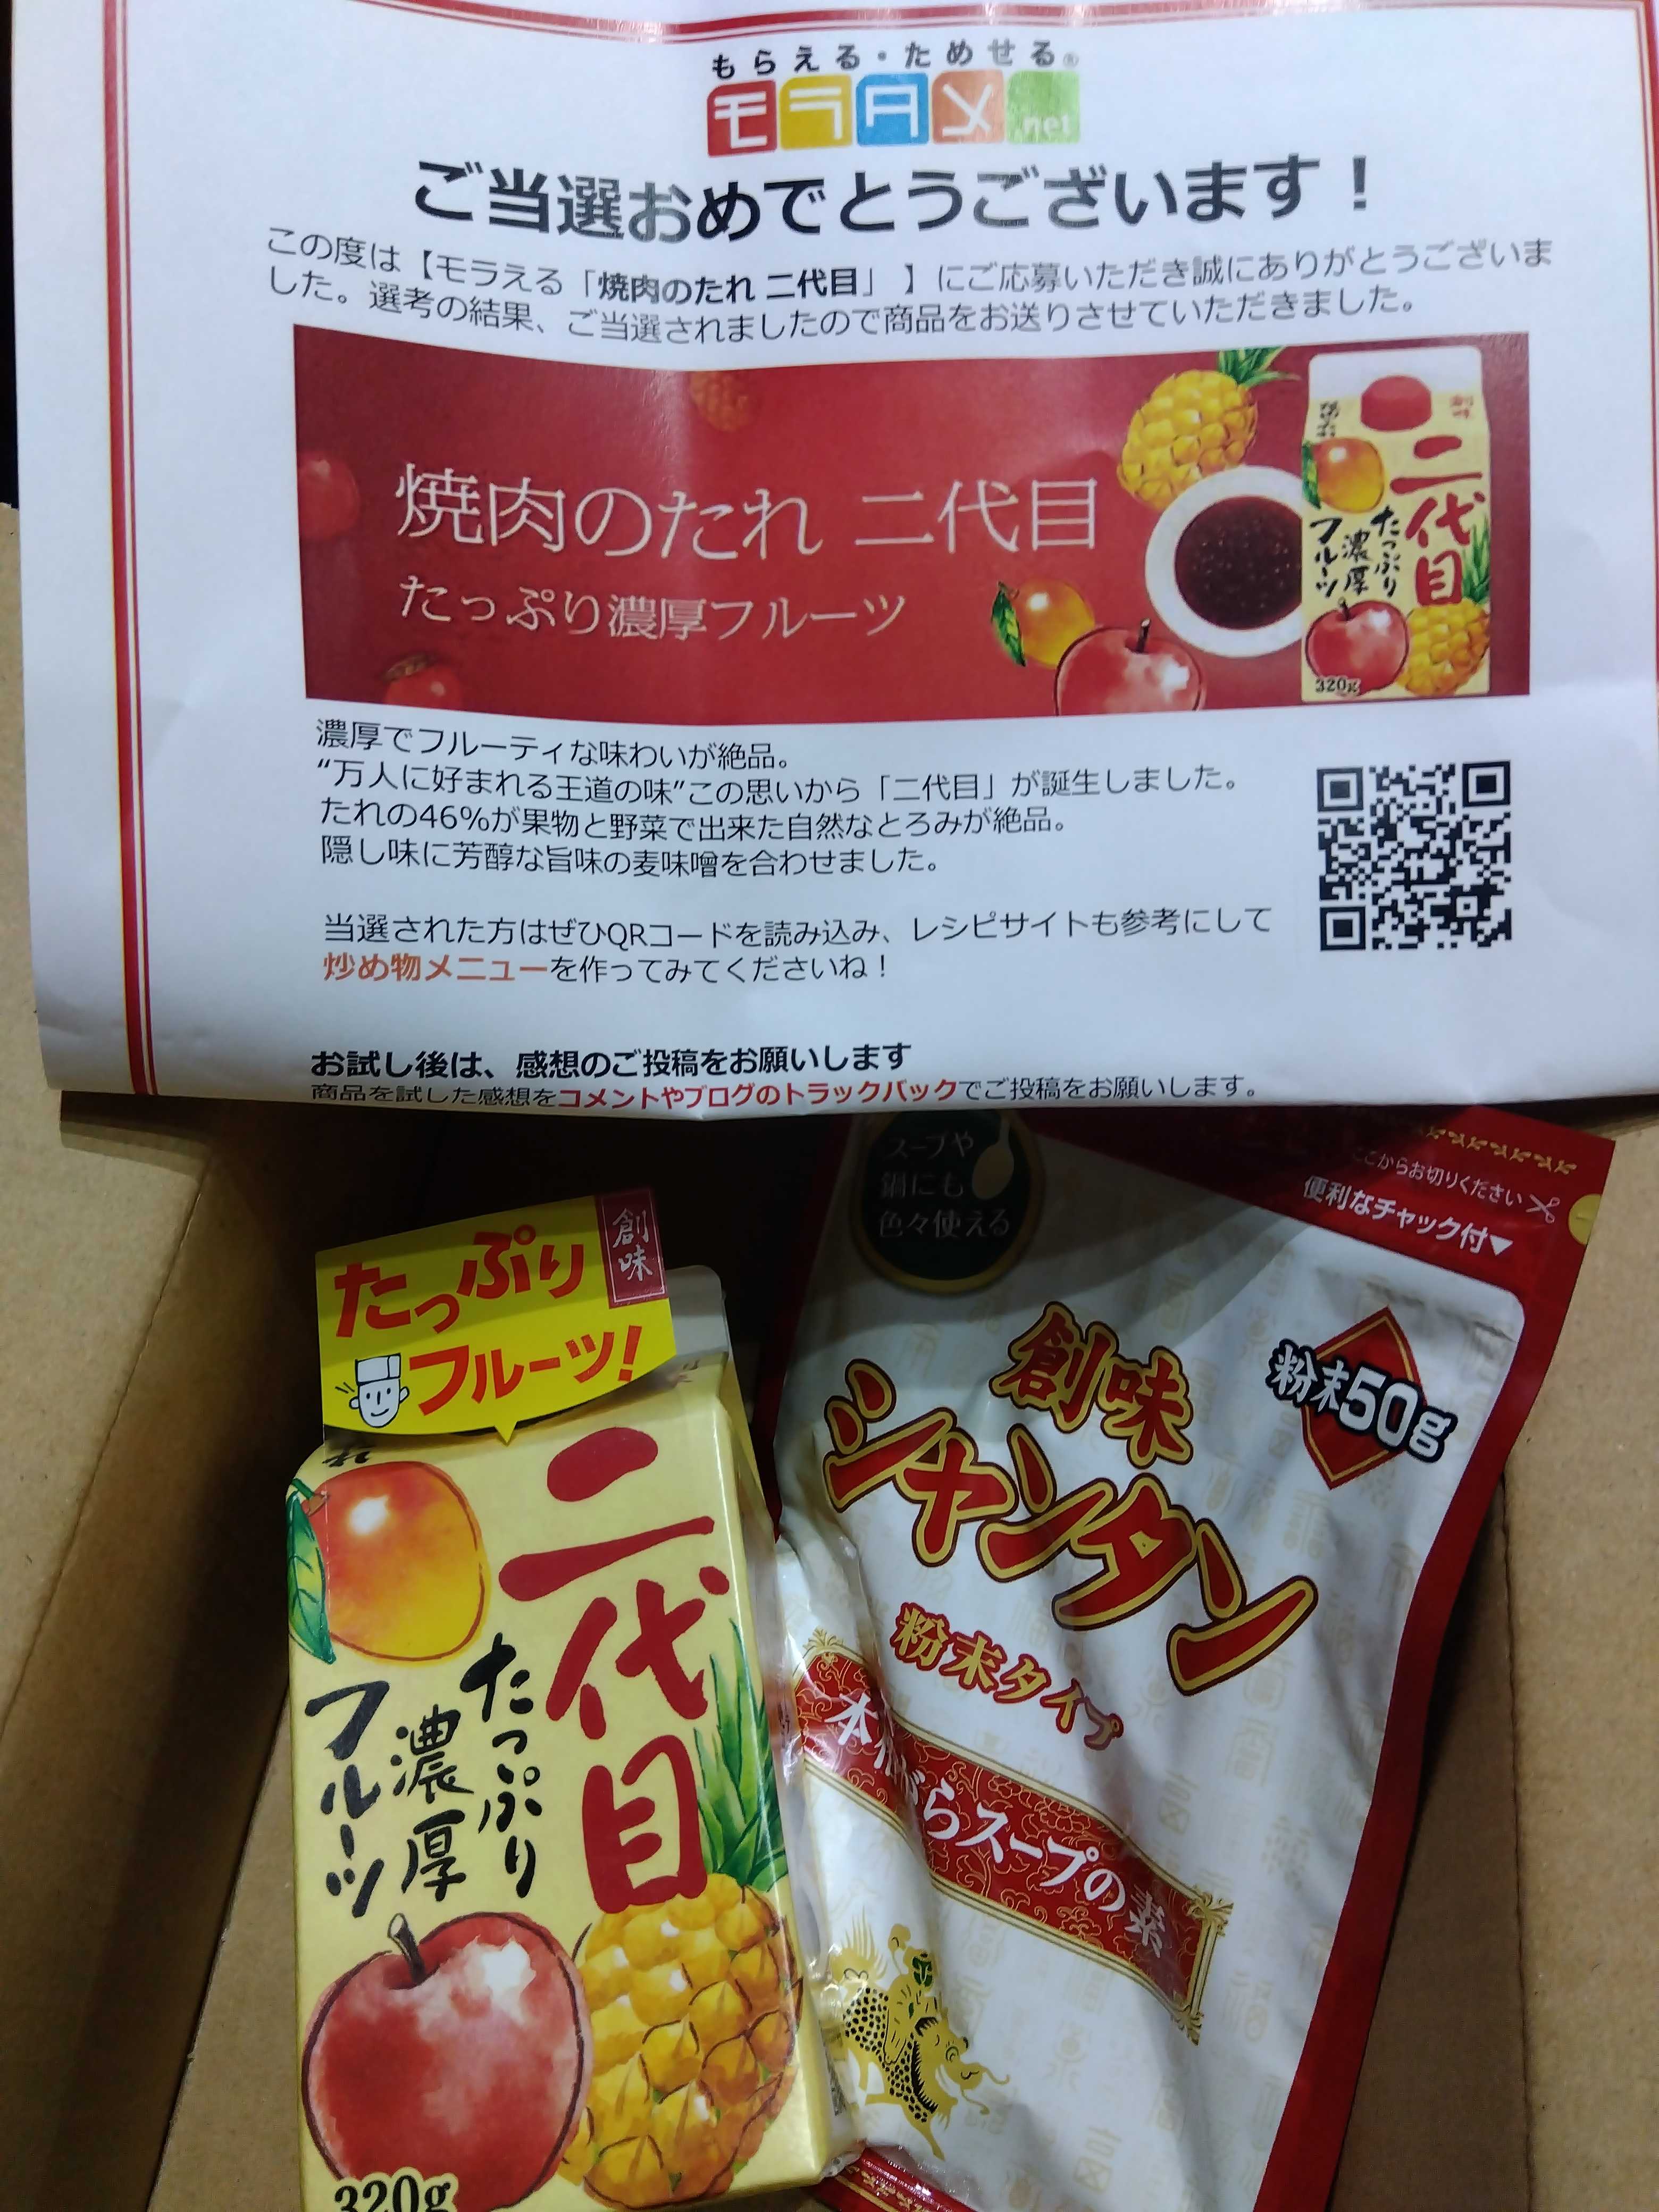 もらえる・ためせる®
モラタメ.net
ご当選おめでとうございます！
この度は【モラえる「焼肉のたれ 二代目」 】にご応募いただき誠にありがとうございま
した。選考の結果、ご当選されましたので商品をお送りさせていただきました。
焼肉のたれ 二代目
たっぷり濃厚フルーツ
二代目
たっぷり
濃厚
フルーツ
320g
濃厚でフルーティな味わいが絶品。
“万人に好まれる王道の味”この思いから「二代目」が誕生しました。
たれの46%が果物と野菜で出来た自然なとろみが絶品。
隠し味に芳醇な旨味の麦味噌を合わせました。
当選された方はぜひQRコードを読み込み、レシピサイトも参考にして
炒め物メニューを作ってみてくださいね！
お試し後は、感想のご投稿をお願いします
商品を試した感想をコメントやブログのトラックバックでご投稿をお願いします。
創味
たっぷり
フルーツ!
二代目
たっぷり
濃厚
フルーツ
320g
スープや
鍋にも
色々使える
ここからお切りください
便利なチャック付▼
創味
シャンタン
粉末50g
粉末タイプ
がらスープの素